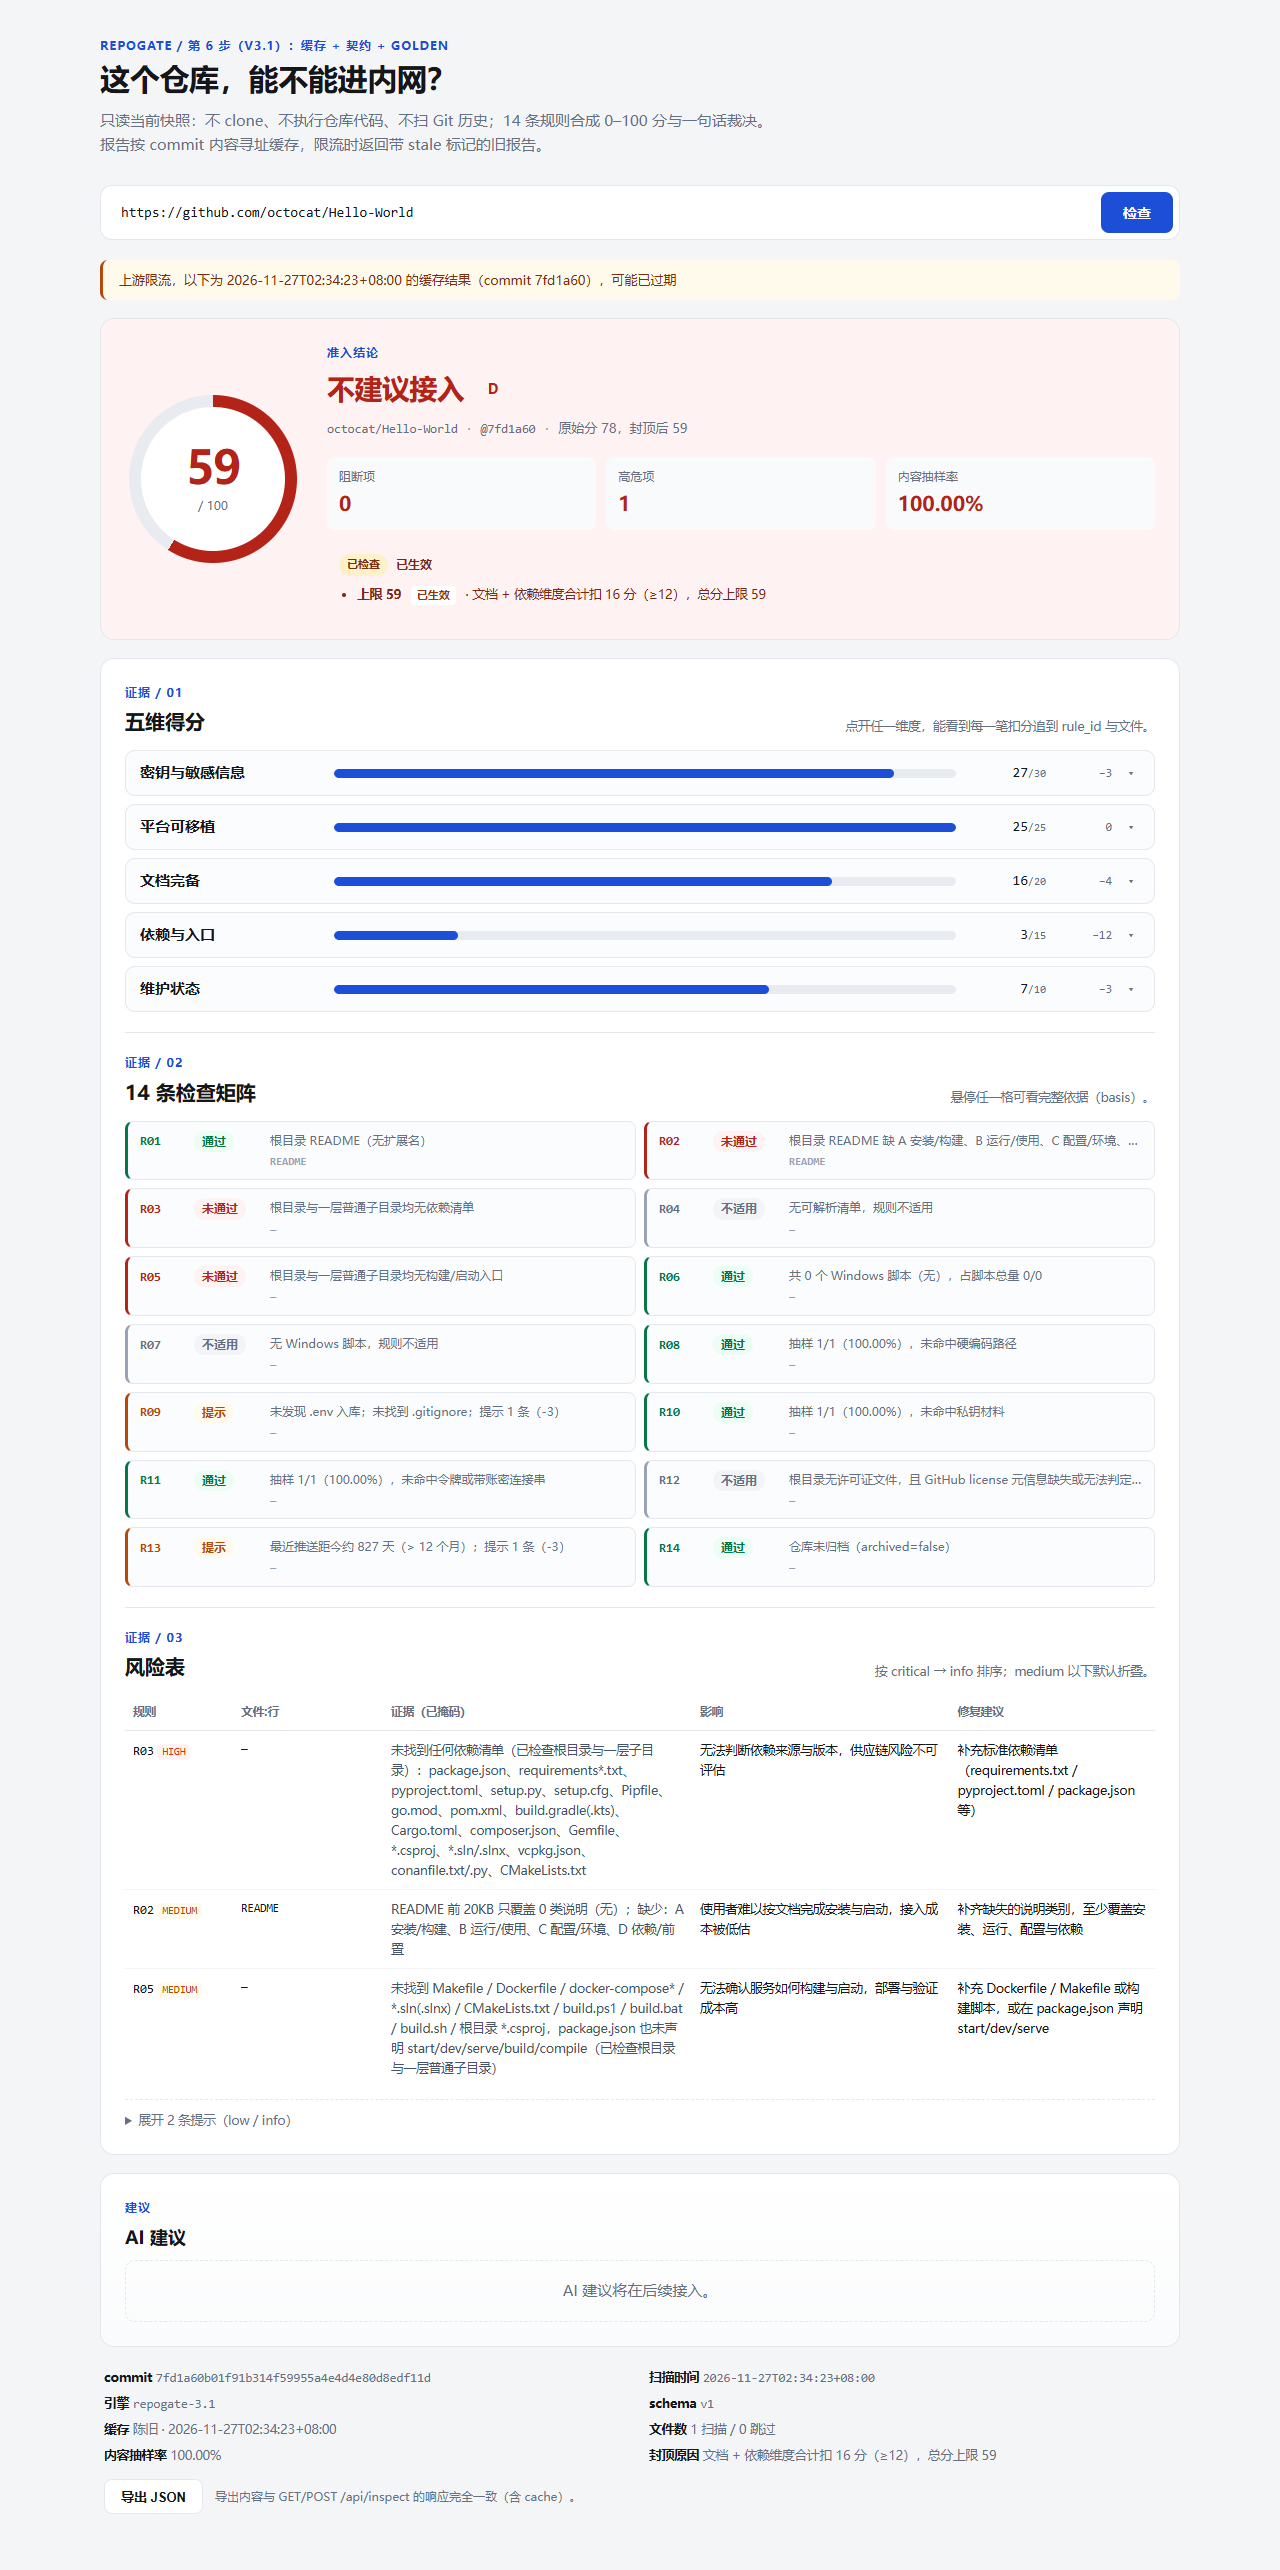 REPOGATE / 第 6 步（V3.1）：缓存 + 契约 + GOLDEN
这个仓库，能不能进内网？
只读当前快照：不 clone、不执行仓库代码、不扫 Git 历史；14 条规则合成 0–100 分与一句话裁决。
报告按 commit 内容寻址缓存，限流时返回带 stale 标记的旧报告。
https://github.com/octocat/Hello-World
检查
上游限流，以下为 2026-11-27T02:34:23+08:00 的缓存结果（commit 7fd1a60），可能已过期
59
/ 100
准入结论
不建议接入 D
octocat/Hello-World · @7fd1a60 · 原始分 78，封顶后 59
阻断项
0
高危项
1
内容抽样率
100.00%
已检查 已生效
• 上限 59 已生效 · 文档 + 依赖维度合计扣 16 分（≥12），总分上限 59
证据 / 01
五维得分
点开任一维度，能看到每一笔扣分追到 rule_id 与文件。
密钥与敏感信息 27/30 −3 ▾
平台可移植 25/25 0 ▾
文档完备 16/20 −4 ▾
依赖与入口 3/15 −12 ▾
维护状态 7/10 −3 ▾
证据 / 02
14 条检查矩阵
悬停任一格可看完整依据（basis）。
R01 通过 根目录 README（无扩展名）
README
R02 未通过 根目录 README 缺 A 安装/构建、B 运行/使用、C 配置/环境、...
README
R03 未通过 根目录与一层普通子目录均无依赖清单
—
R04 不适用 无可解析清单，规则不适用
—
R05 未通过 根目录与一层普通子目录均无构建/启动入口
—
R06 通过 共 0 个 Windows 脚本（无），占脚本总量 0/0
—
R07 不适用 无 Windows 脚本，规则不适用
—
R08 通过 抽样 1/1（100.00%），未命中硬编码路径
—
R09 提示 未发现 .env 入库；未找到 .gitignore；提示 1 条（-3）
—
R10 通过 抽样 1/1（100.00%），未命中私钥材料
—
R11 通过 抽样 1/1（100.00%），未命中令牌或带账密连接串
—
R12 不适用 根目录无许可证文件，且 GitHub license 元信息缺失或无法判定...
—
R13 提示 最近推送距今约 827 天（> 12 个月）；提示 1 条（-3）
—
R14 通过 仓库未归档（archived=false）
—
证据 / 03
风险表
按 critical → info 排序；medium 以下默认折叠。
规则 文件:行 证据（已掩码） 影响 修复建议
R03 HIGH
—
未找到任何依赖清单（已检查根目录与一层子目
录）：package.json、requirements*.txt、
pyproject.toml、setup.py、setup.cfg、Pipfile、
go.mod、pom.xml、build.gradle(.kts)、
Cargo.toml、composer.json、Gemfile、
*.csproj、*.sln/.slnx、vcpkg.json、
conanfile.txt/.py、CMakeLists.txt
无法判断依赖来源与版本，供应链风险不可
评估
补充标准依赖清单
（requirements.txt /
pyproject.toml / package.json
等）
R02 MEDIUM
README
README 前 20KB 只覆盖 0 类说明（无）；缺少：A
安装/构建、B 运行/使用、C 配置/环境、D 依赖/前
置
使用者难以按文档完成安装与启动，接入成
本被低估
补齐缺失的说明类别，至少覆盖安
装、运行、配置与依赖
R05 MEDIUM
—
未找到 Makefile / Dockerfile / docker-compose* /
*.sln(.slnx) / CMakeLists.txt / build.ps1 / build.bat
/ build.sh / 根目录 *.csproj，package.json 也未声
明 start/dev/serve/build/compile（已检查根目录
与一层普通子目录）
无法确认服务如何构建与启动，部署与验证
成本高
补充 Dockerfile / Makefile 或构
建脚本，或在 package.json 声明
start/dev/serve
▶ 展开 2 条提示（low / info）
建议
AI 建议
AI 建议将在后续接入。
commit 7fd1a60b01f91b314f59955a4e4d4e80d8edf11d
扫描时间 2026-11-27T02:34:23+08:00
引擎 repogate-3.1
schema v1
缓存 陈旧 · 2026-11-27T02:34:23+08:00
文件数 1 扫描 / 0 跳过
内容抽样率 100.00%
封顶原因 文档 + 依赖维度合计扣 16 分（≥12），总分上限 59
导出 JSON 导出内容与 GET/POST /api/inspect 的响应完全一致（含 cache）。